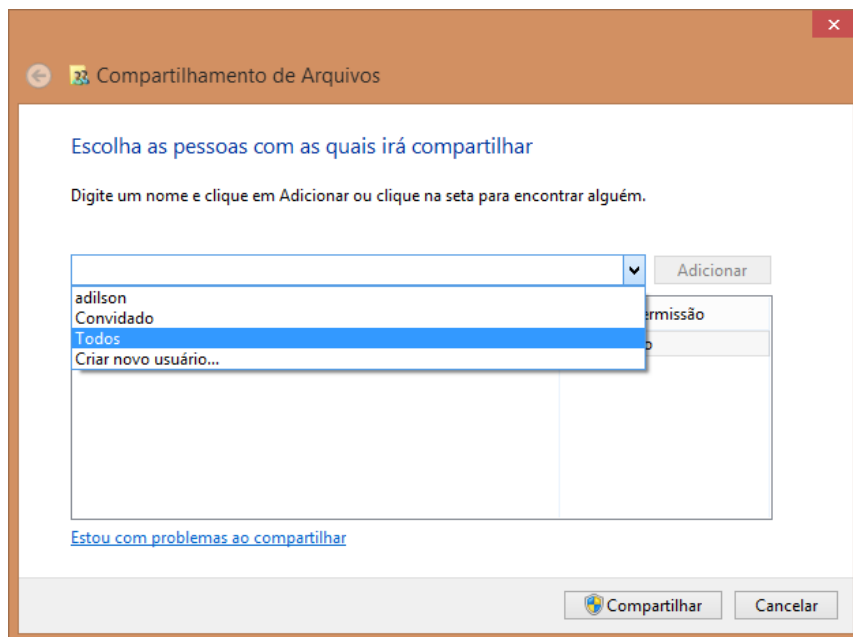 Compartilhamento de Arquivos
Escolha as pessoas com as quais irá compartilhar
Digite um nome e clique em Adicionar ou clique na seta para encontrar alguém.
Adicionar
adilson
Convidado
Todos
Criar novo usuário...
ermissão
o
Estou com problemas ao compartilhar
Compartilhar Cancelar